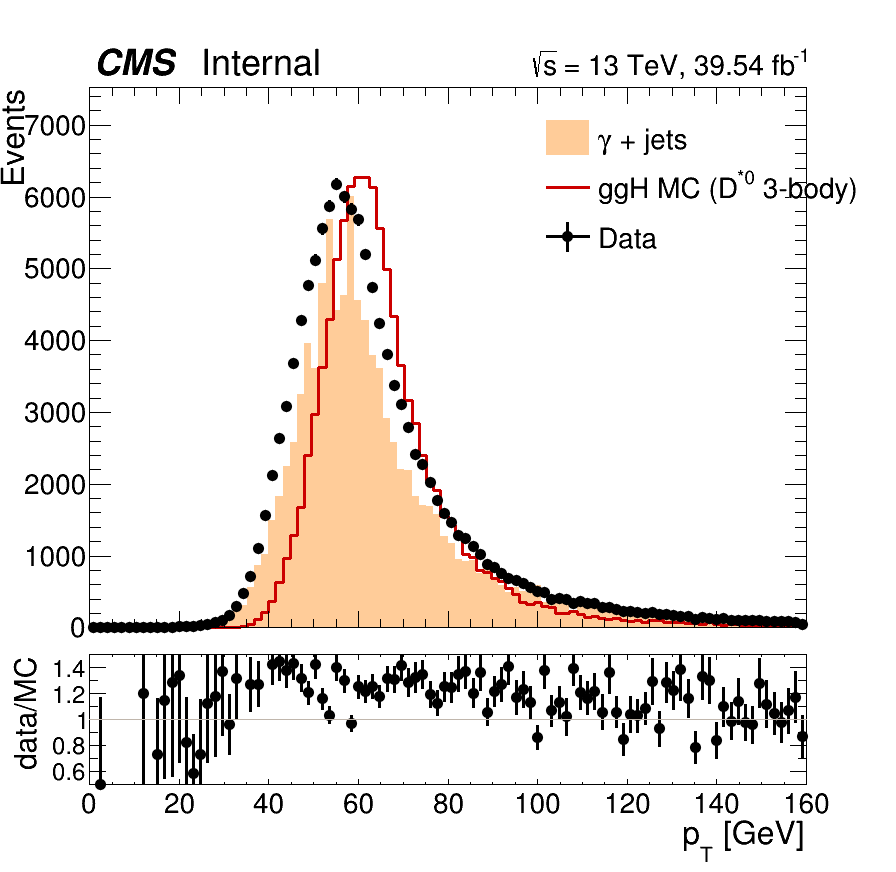 CMS Internal √s = 13 TeV, 39.54 fb⁻¹
Events
7000
6000
5000
4000
3000
2000
1000
0
γ + jets
ggH MC (D*⁰ 3-body)
Data
data/MC
1.4
1.2
1
0.8
0.6
0 20 40 60 80 100 120 140 160
p_T [GeV]